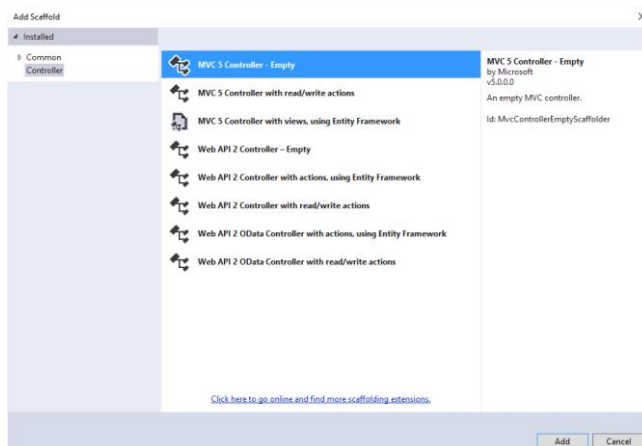 Add Scaffold
Installed
Common
Controller
MVC 5 Controller - Empty
MVC 5 Controller with read/write actions
MVC 5 Controller with views, using Entity Framework
Web API 2 Controller – Empty
Web API 2 Controller with actions, using Entity Framework
Web API 2 Controller with read/write actions
Web API 2 OData Controller with actions, using Entity Framework
Web API 2 OData Controller with read/write actions
Click here to go online and find more scaffolding extensions.
MVC 5 Controller - Empty
by Microsoft
v5.0.0.0
An empty MVC controller.
Id: MvcControllerEmptyScaffolder
Add
Cancel